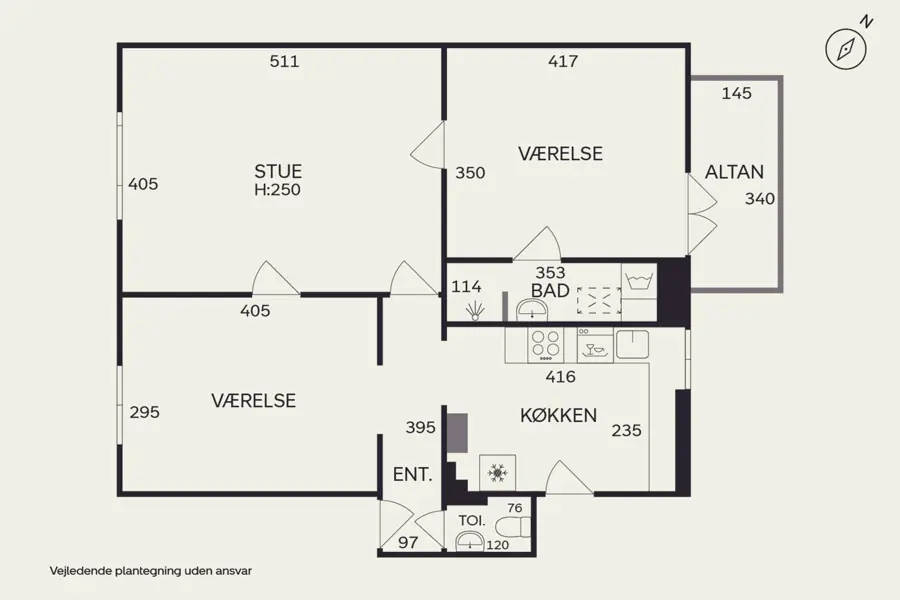 N
511
417
145
STUE
H:250
405
VÆRELSE
350
ALTAN
340
353
114
BAD
405
416
VÆRELSE
295
KØKKEN
235
395
ENT.
76
TOI.
120
97
Vejledende plantegning uden ansvar